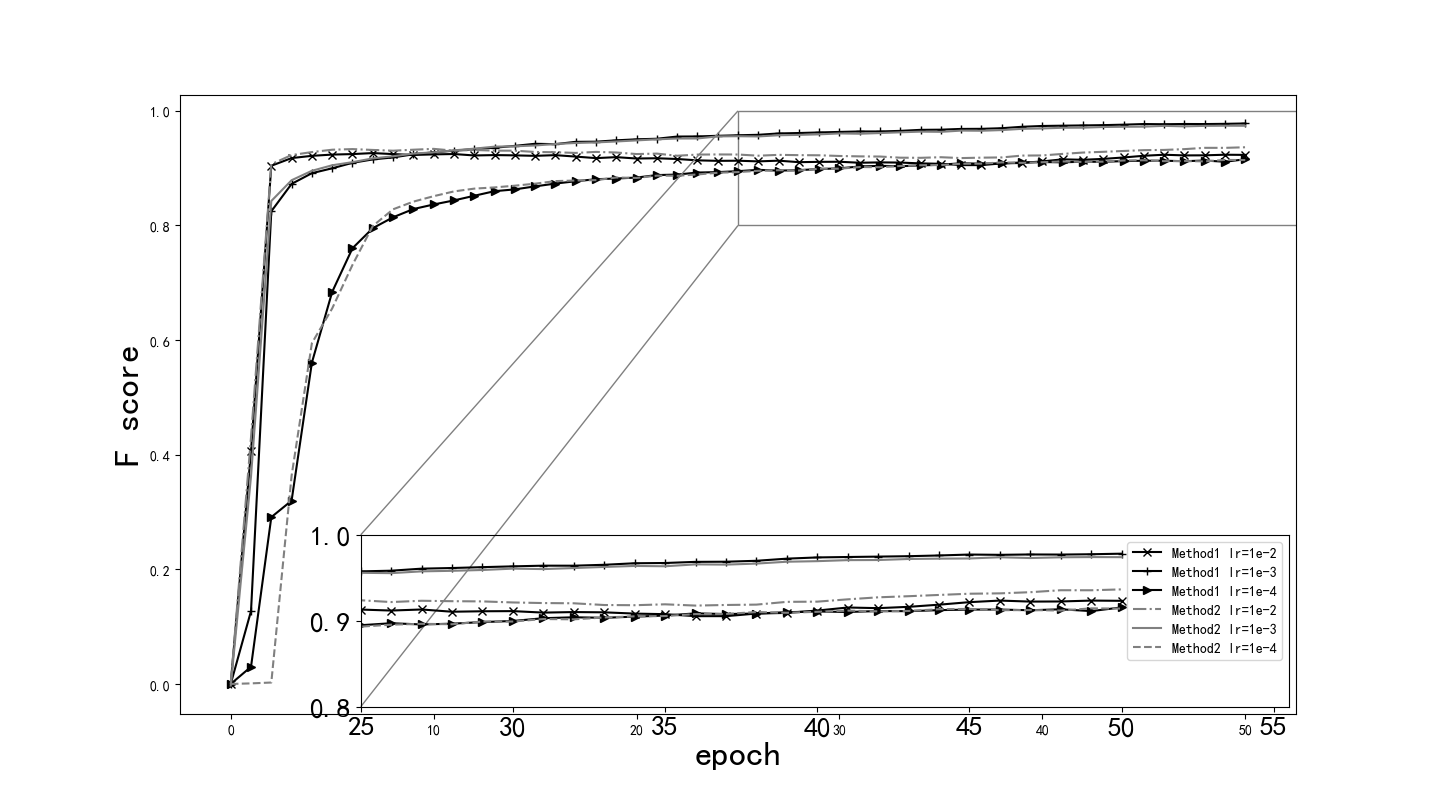 1.0
0.8
0.6
0.4
0.2
0.0
F score
1.0
0.9
0.8
Method1 lr=1e-2
Method1 lr=1e-3
Method1 lr=1e-4
Method2 lr=1e-2
Method2 lr=1e-3
Method2 lr=1e-4
25 30 35 40 45 50 55
0 10 20 30 40 50
epoch